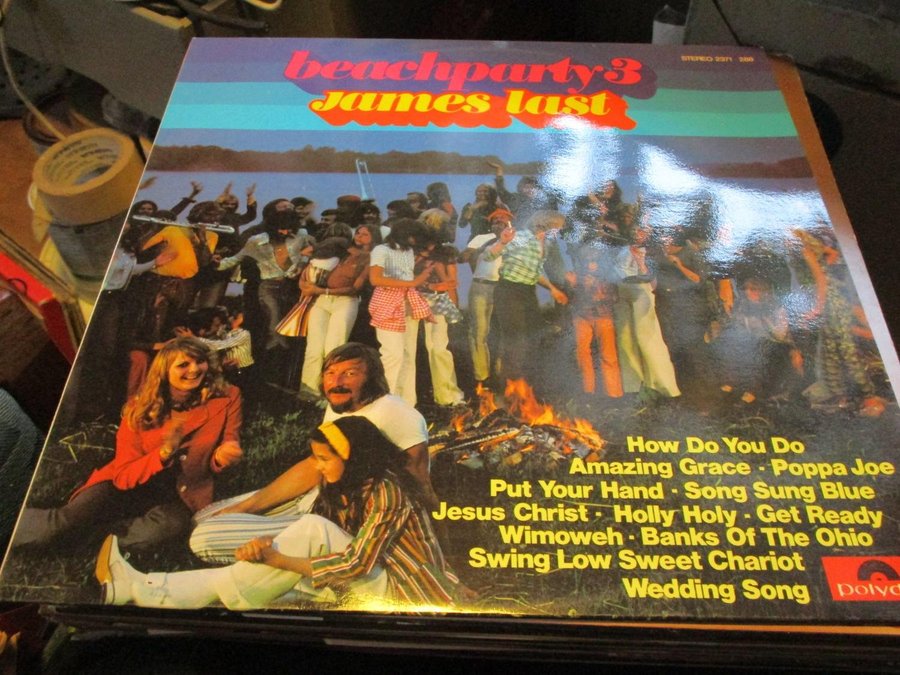 beachparty 3
STEREO 2371 286
James last
How Do You Do
Amazing Grace · Poppa Joe
Put Your Hand · Song Sung Blue
Jesus Christ · Holly Holy · Get Ready
Wimoweh · Banks Of The Ohio
Swing Low Sweet Chariot
Wedding Song